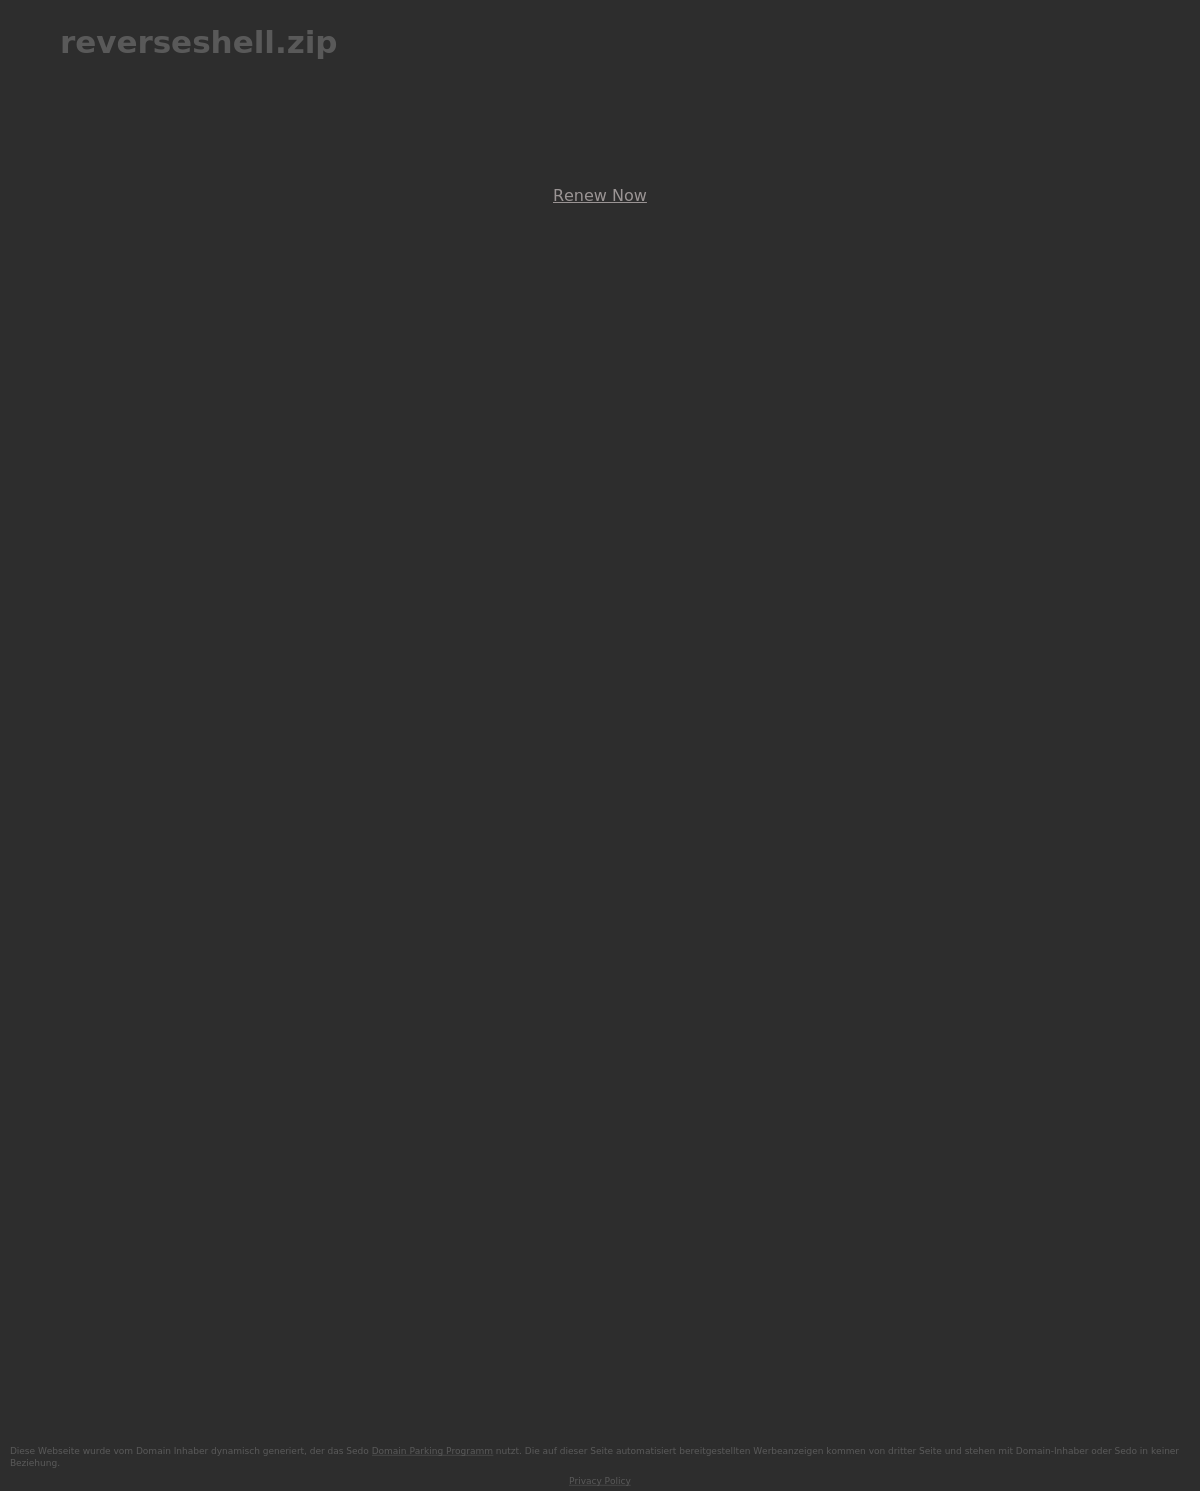 reverseshell.zip
Renew Now
Diese Webseite wurde vom Domain Inhaber dynamisch generiert, der das Sedo Domain Parking Programm nutzt. Die auf dieser Seite automatisiert bereitgestellten Werbeanzeigen kommen von dritter Seite und stehen mit Domain-Inhaber oder Sedo in keiner
Beziehung.
Privacy Policy